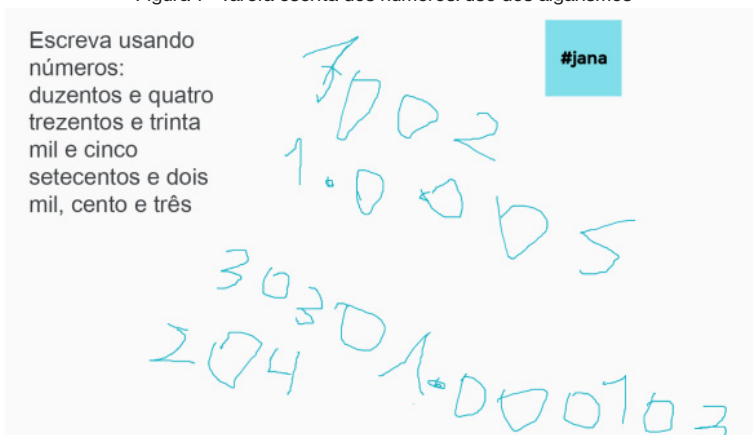 Figura 1 - Tarefa escrita dos números: uso dos algarismos
Escreva usando
números:
duzentos e quatro
trezentos e trinta
mil e cinco
setecentos e dois
mil, cento e três
#jana
7002
1.0005
3030
204
1.000103